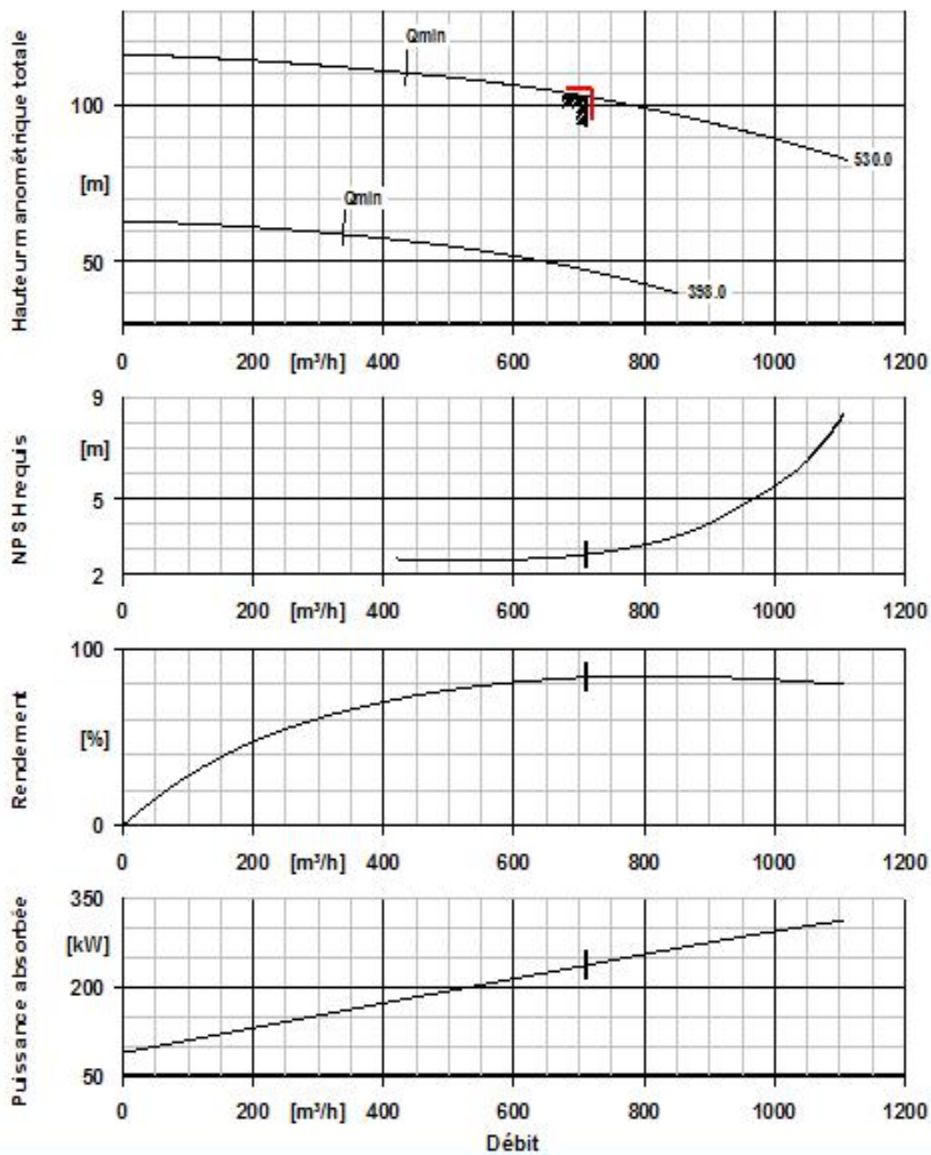 Hauteur manométrique totale
[m]
100
50
Qmin
530.0
Qmin
398.0
0 200 [m³/h] 400 600 800 1000 1200
NPSH requis
[m]
9
5
2
0 200 [m³/h] 400 600 800 1000 1200
Rendement
[%]
100
0
0 200 [m³/h] 400 600 800 1000 1200
Puissance absorbée
[kW]
350
200
50
0 200 [m³/h] 400 600 800 1000 1200
Débit